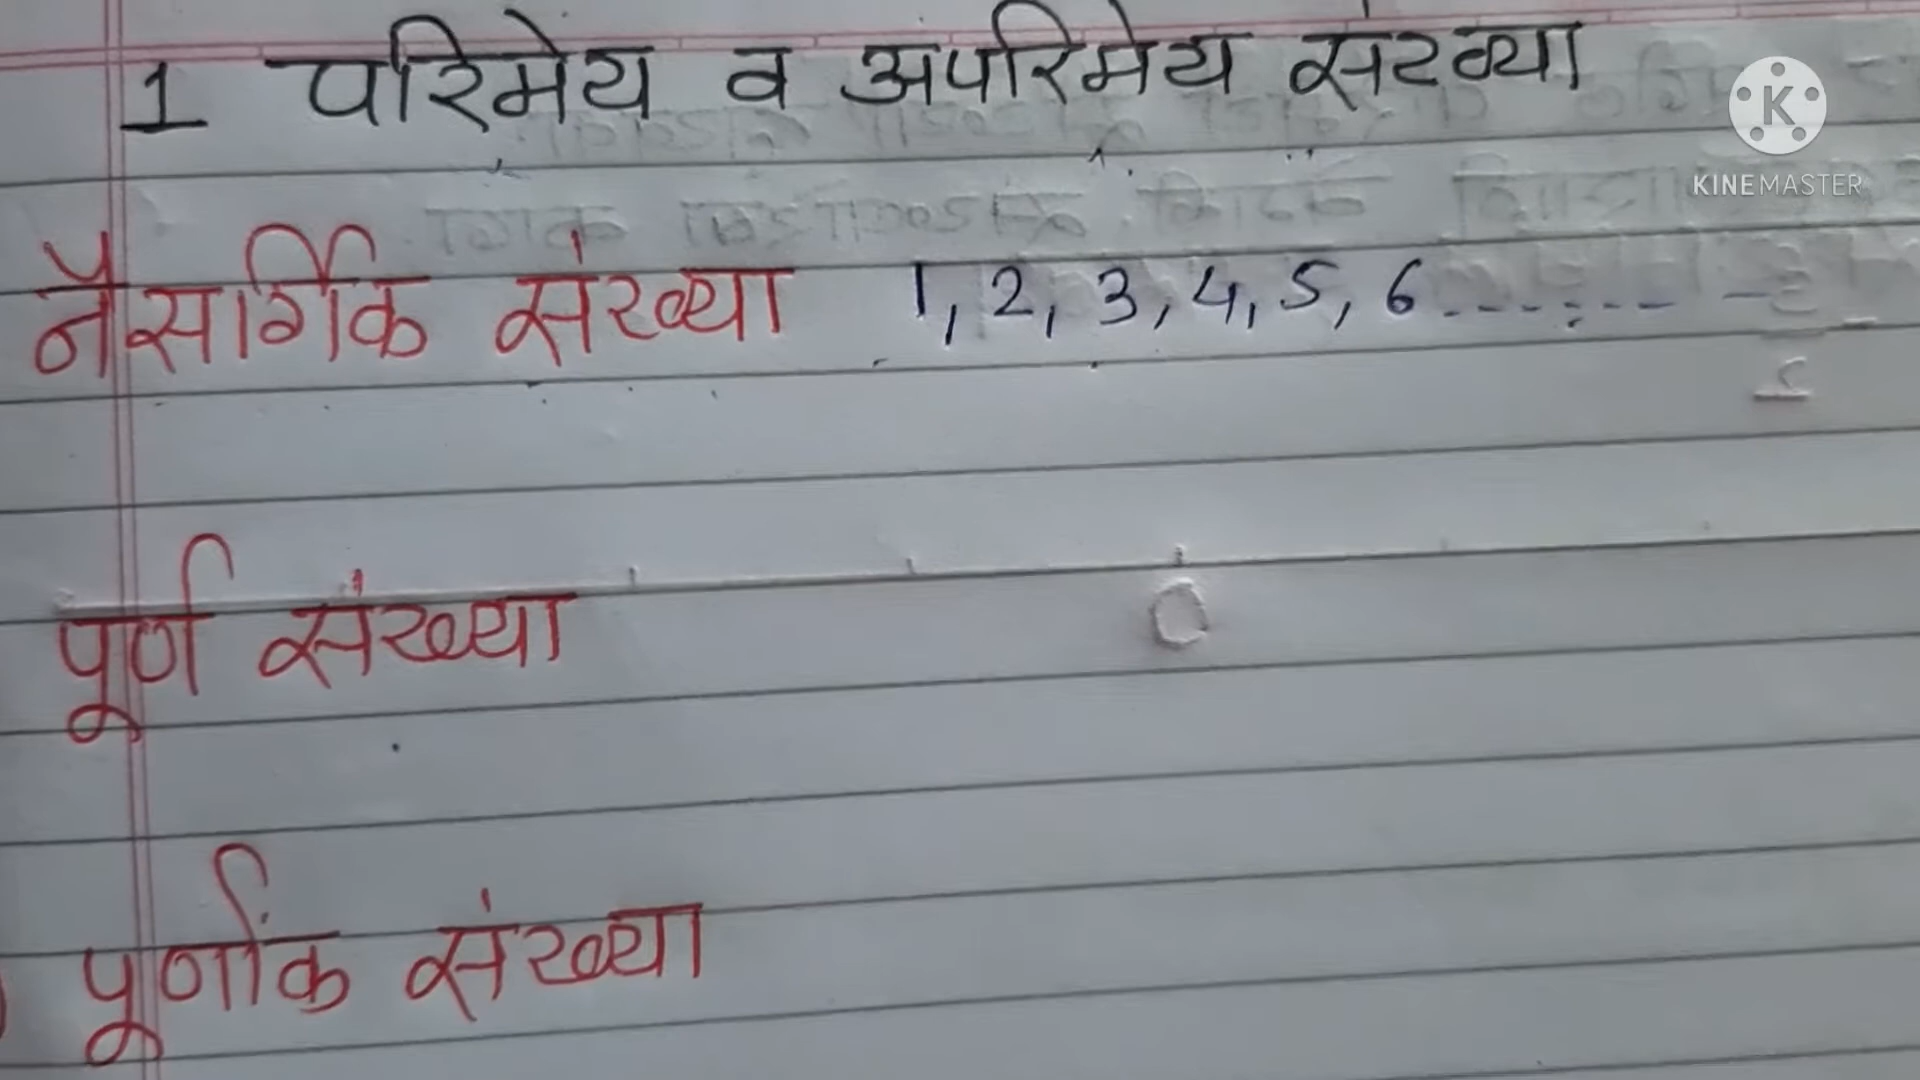 1 परिमेय व अपरिमेय संख्या
K
KINEMASTER
नैसर्गिक संख्या 1, 2, 3, 4, 5, 6 ---------
पूर्ण संख्या
पूर्णांक संख्या